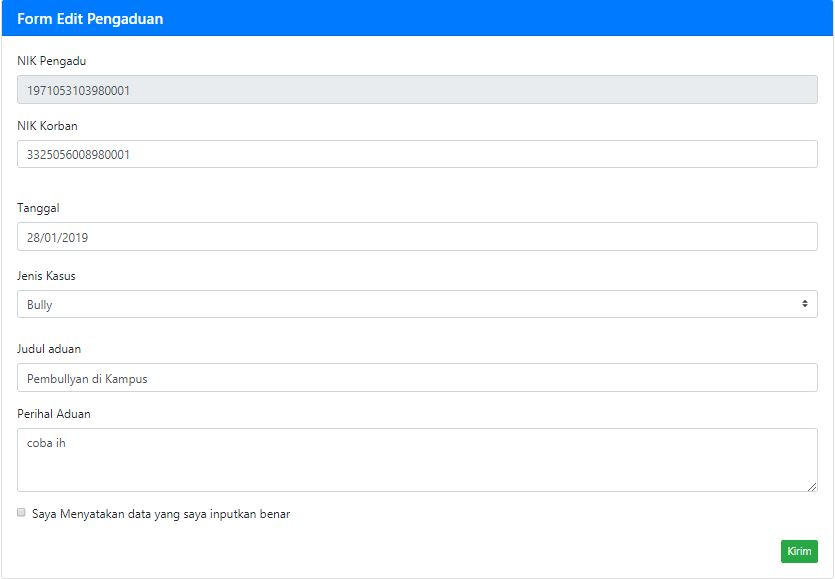 Form Edit Pengaduan
NIK Pengadu
1971053103980001
NIK Korban
3325056008980001
Tanggal
28/01/2019
Jenis Kasus
Bully
Judul aduan
Pembullyan di Kampus
Perihal Aduan
coba ih
Saya Menyatakan data yang saya inputkan benar
Kirim